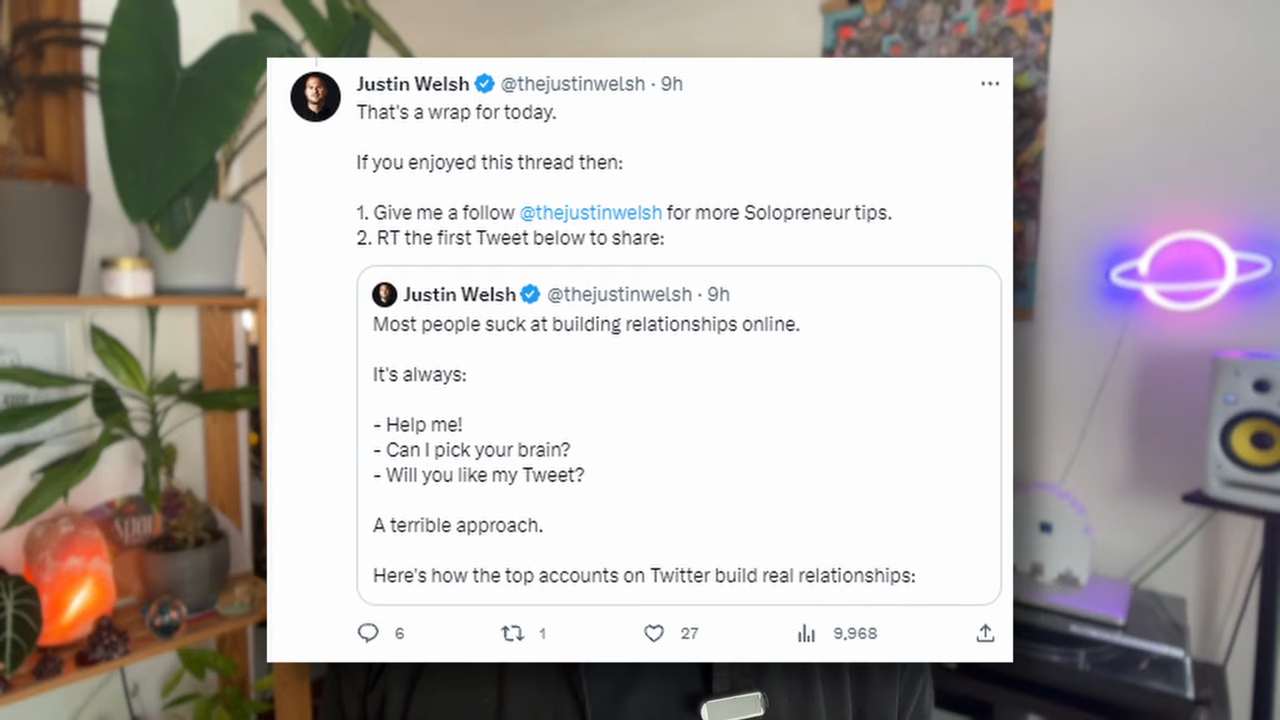 Justin Welsh @thejustinwelsh · 9h
That's a wrap for today.
If you enjoyed this thread then:
1. Give me a follow @thejustinwelsh for more Solopreneur tips.
2. RT the first Tweet below to share:
Justin Welsh @thejustinwelsh · 9h
Most people suck at building relationships online.
It's always:
- Help me!
- Can I pick your brain?
- Will you like my Tweet?
A terrible approach.
Here's how the top accounts on Twitter build real relationships:
6 1 27 9,968